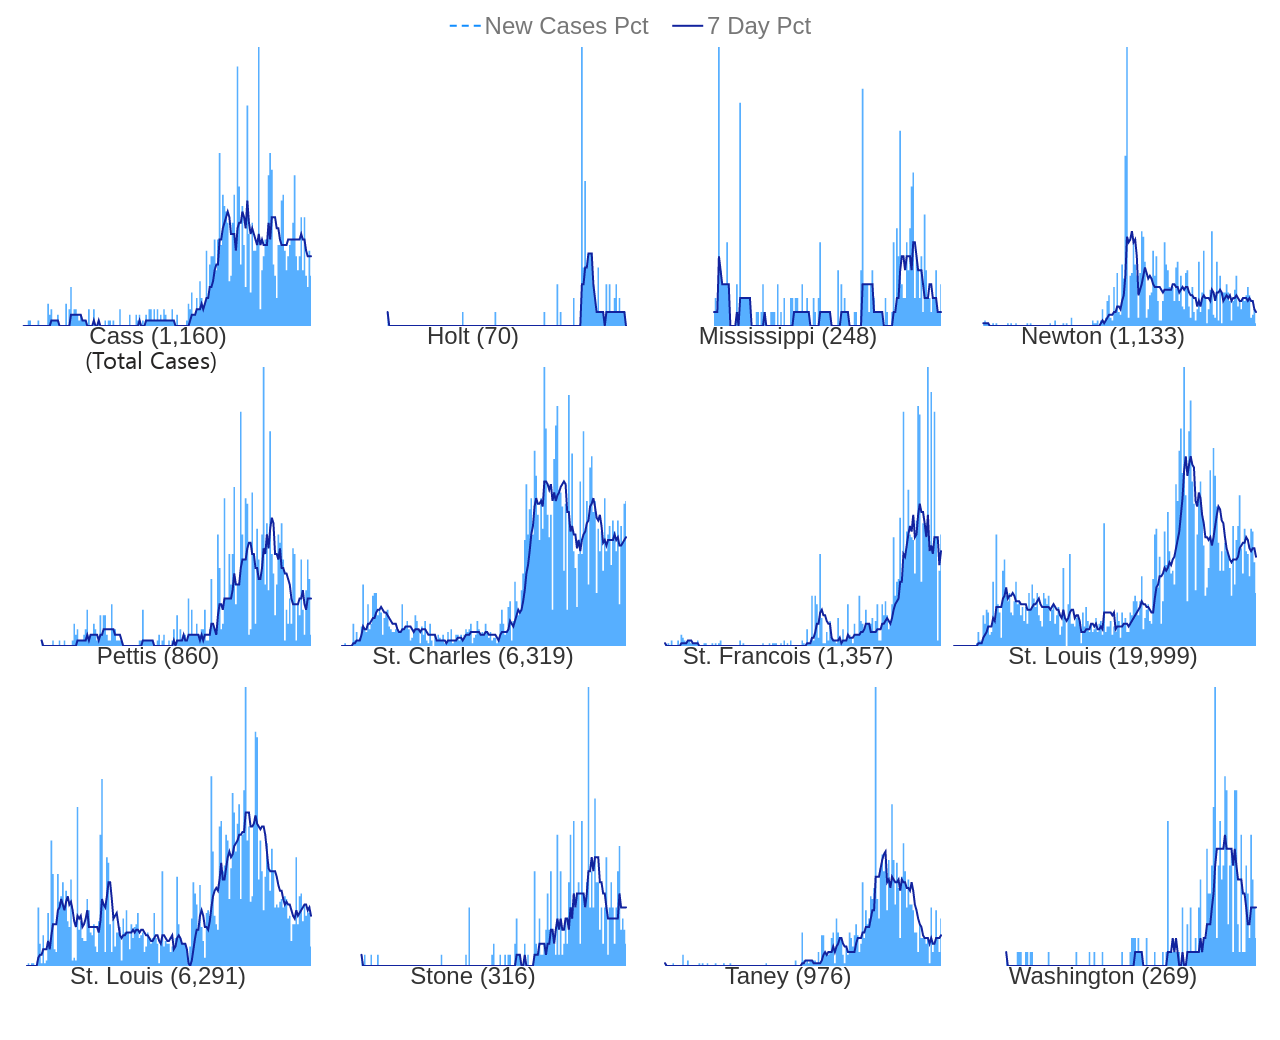 New Cases Pct 7 Day Pct
Cass (1,160) Holt (70) Mississippi (248) Newton (1,133)
(Total Cases)
Pettis (860) St. Charles (6,319) St. Francois (1,357) St. Louis (19,999)
St. Louis (6,291) Stone (316) Taney (976) Washington (269)